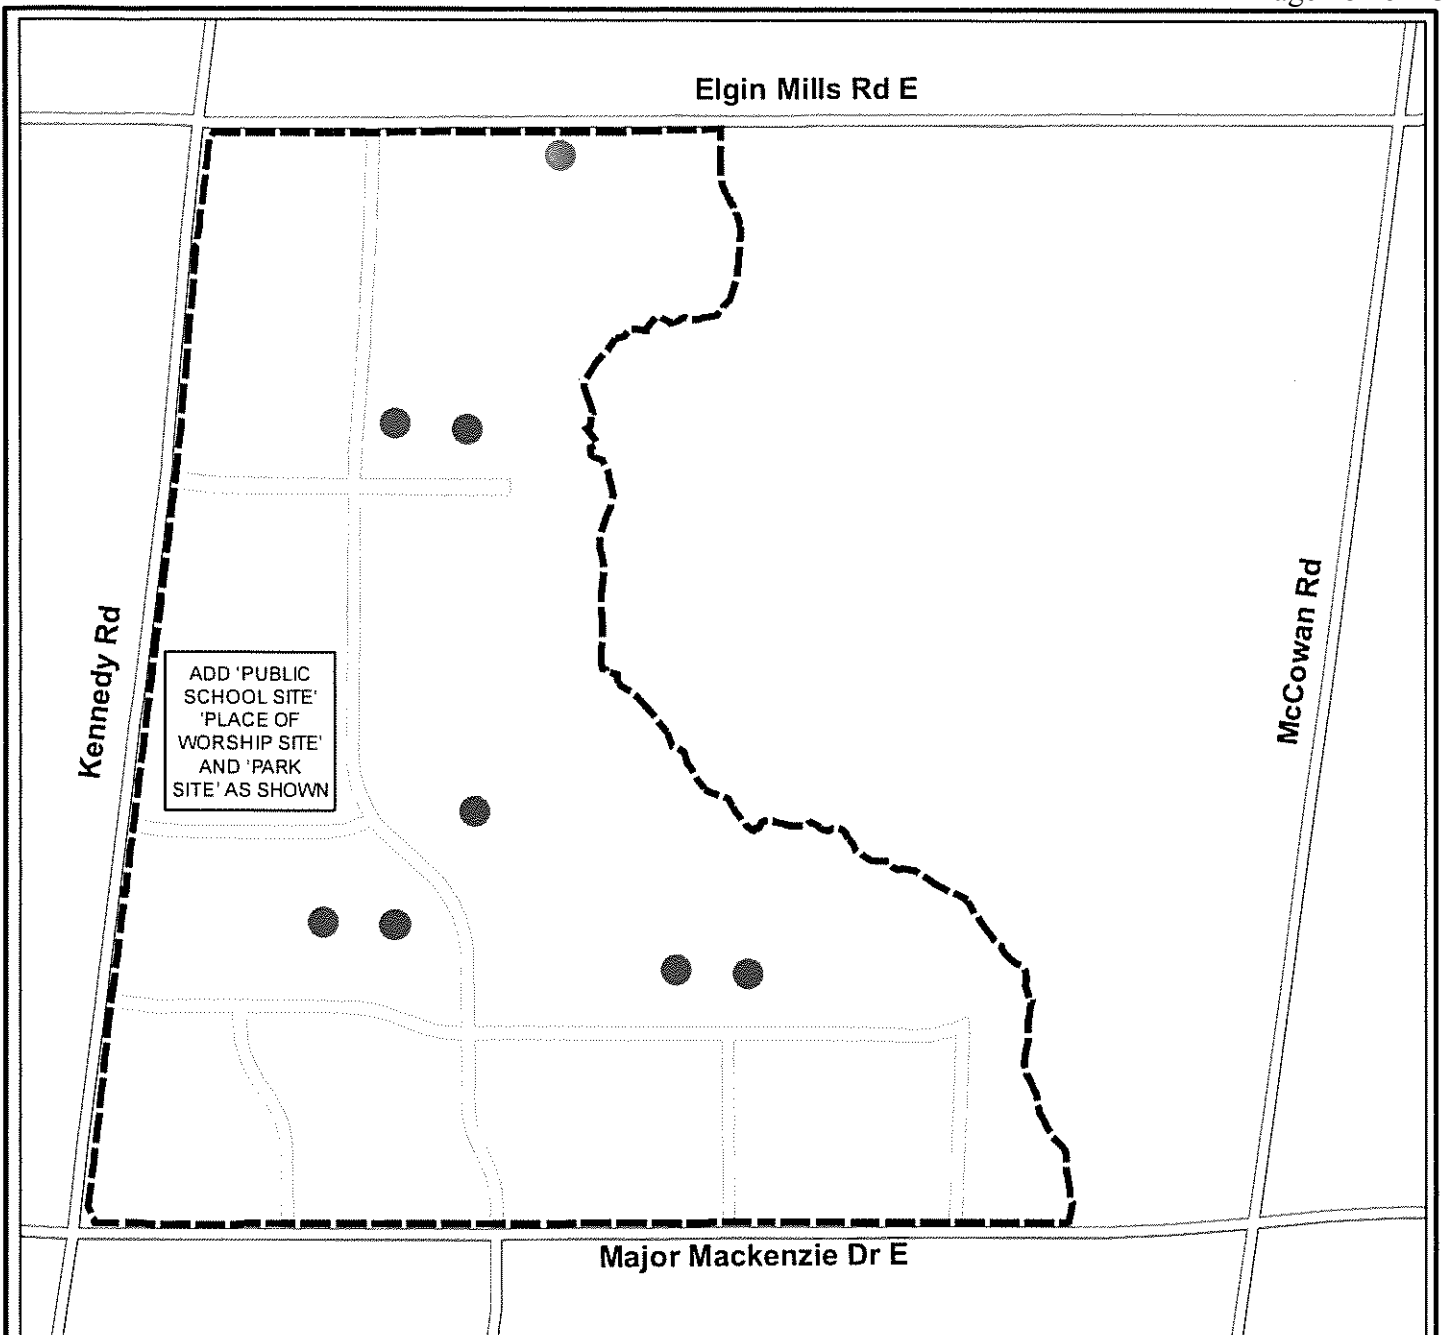 Elgin Mills Rd E
Kennedy Rd
McCowan Rd
ADD 'PUBLIC
SCHOOL SITE'
'PLACE OF
WORSHIP SITE'
AND 'PARK
SITE' AS SHOWN
Major Mackenzie Dr E